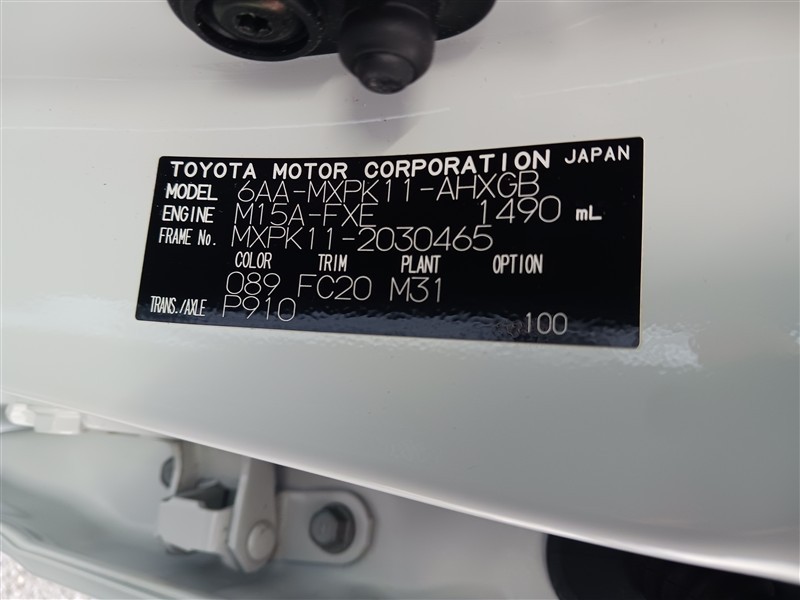 TOYOTA MOTOR CORPORATION JAPAN
MODEL 6AA-MXPK11-AHXGB
ENGINE M15A-FXE 1490 mL
FRAME No. MXPK11-2030465
COLOR TRIM PLANT OPTION
089 FC20 M31
TRANS./AXLE P910
100